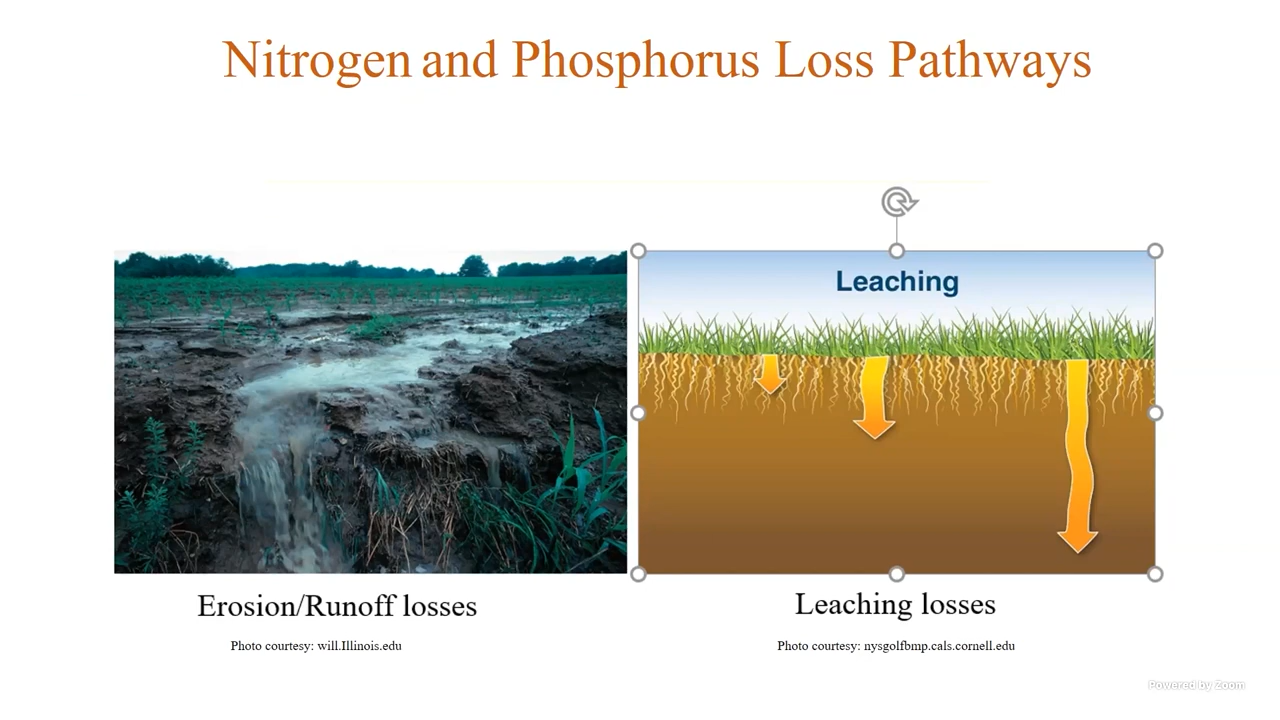 Nitrogen and Phosphorus Loss Pathways
Leaching
Erosion/Runoff losses
Leaching losses
Photo courtesy: will.Illinois.edu
Photo courtesy: nysgolfbmp.cals.cornell.edu
Powered by Zoom